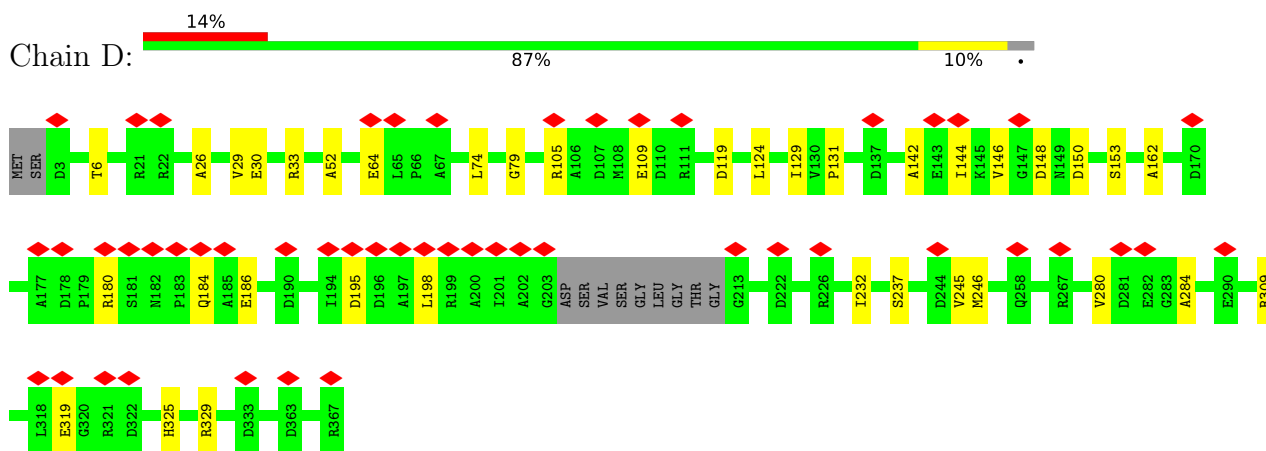 14%
Chain D:
87% 10% •
MET SER D3 T6 R21 R22 A26 V29 E30 R33 A52 E64 L65 P66 A67 L74 G79 R105 A106 D107 M108 E109 D110 R111 D119 L124 I129 V130 P131 D137 A142 E143 I144 K145 V146 G147 D148 N149 D150 S153 A162 D170
A177 D178 P179 R180 S181 N182 P183 Q184 A185 E186 D190 I194 D195 D196 A197 L198 R199 A200 I201 A202 G203 ASP SER VAL SER GLY LEU GLY THR GLY G213 D222 R226 I232 S237 D244 V245 M246 Q258 R267 V280 D281 E282 G283 A284 E290 R309
L318 E319 G320 R321 D322 H325 R329 D333 D363 R367